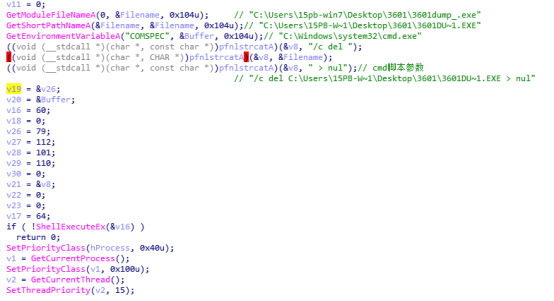 v11 = 0;
GetModuleFileNameA(0, &Filename, 0x104u);     // "C:\Users\15pb-win7\Desktop\3601\3601dump_.exe"
GetShortPathNameA(&Filename, &Filename, 0x104u);// "C:\Users\15PB-W~1\Desktop\3601\3601DU~1.EXE"
GetEnvironmentVariableA("COMSPEC", &Buffer, 0x104u);// "C:\Windows\system32\cmd.exe"
((void (__stdcall *)(char *, const char *))pfnlstrcatA)(&v8, "/c del ");
((void (__stdcall *)(char *, CHAR *))pfnlstrcatA)(&v8, &Filename);
((void (__stdcall *)(char *, const char *))pfnlstrcatA)(&v8, " > nul");// cmd脚本参数
// "/c del C:\Users\15PB-W~1\Desktop\3601\3601DU~1.EXE > nul"
v19 = &v26;
v20 = &Buffer;
v16 = 60;
v18 = 0;
v26 = 79;
v27 = 112;
v28 = 101;
v29 = 110;
v30 = 0;
v21 = &v8;
v22 = 0;
v23 = 0;
v17 = 64;
if ( !ShellExecuteEx(&v16) )
return 0;
SetPriorityClass(hProcess, 0x40u);
v1 = GetCurrentProcess();
SetPriorityClass(v1, 0x100u);
v2 = GetCurrentThread();
SetThreadPriority(v2, 15);